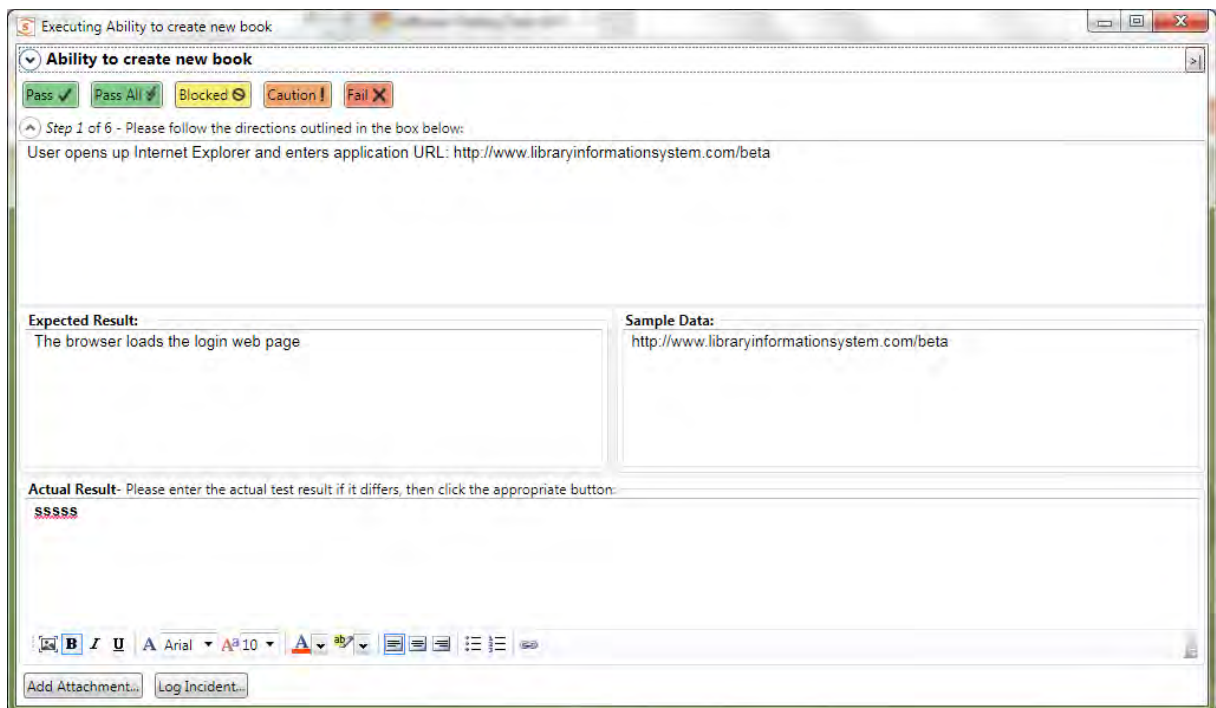 Executing Ability to create new book
Ability to create new book
Pass Pass All Blocked Caution ! Fail
Step 1 of 6 - Please follow the directions outlined in the box below:
User opens up Internet Explorer and enters application URL: http://www.libraryinformationsystem.com/beta
Expected Result: Sample Data:
The browser loads the login web page http://www.libraryinformationsystem.com/beta
Actual Result- Please enter the actual test result if it differs, then click the appropriate button:
sssss
B I U A Arial Aa 10 A ab
Add Attachment... Log Incident...